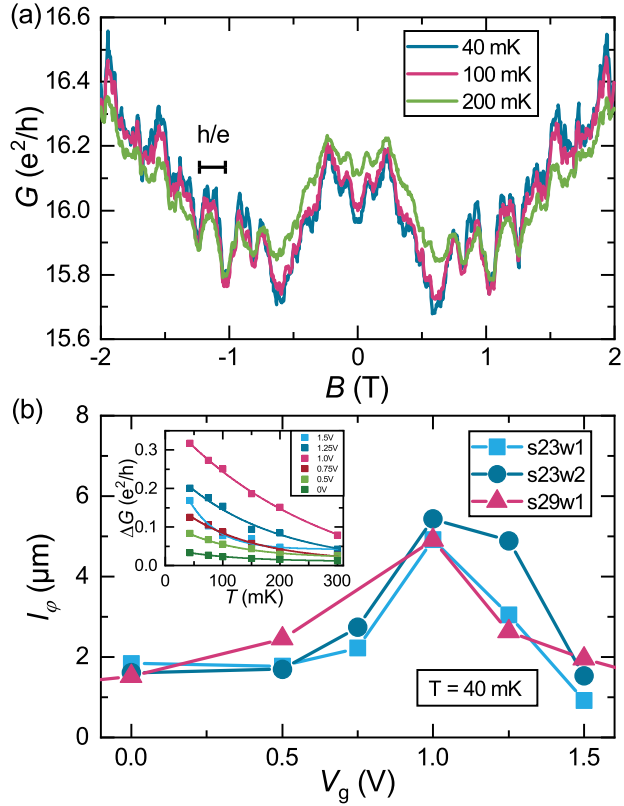 (a)
16.6
16.4
16.2
16.0
15.8
15.6
G (e²/h)
40 mK
100 mK
200 mK
h/e
-2
-1
0
1
2
B (T)
(b)
8
6
4
2
0
lφ (μm)
0.3
0.2
0.1
0.0
ΔG (e²/h)
1.5V
1.25V
1.0V
0.75V
0.5V
0V
0
100
200
300
T (mK)
s23w1
s23w2
s29w1
T = 40 mK
0.0
0.5
1.0
1.5
Vg (V)